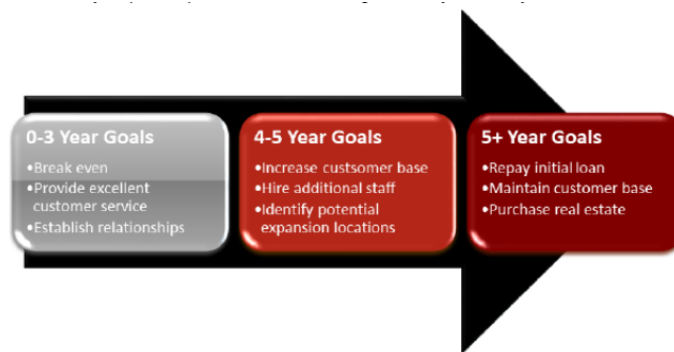 0-3 Year Goals
•Break even
•Provide excellent
customer service
•Establish relationships
4-5 Year Goals
•Increase custsomer base
•Hire additional staff
•Identify potential
expansion locations
5+ Year Goals
•Repay initial loan
•Maintain customer base
•Purchase real estate